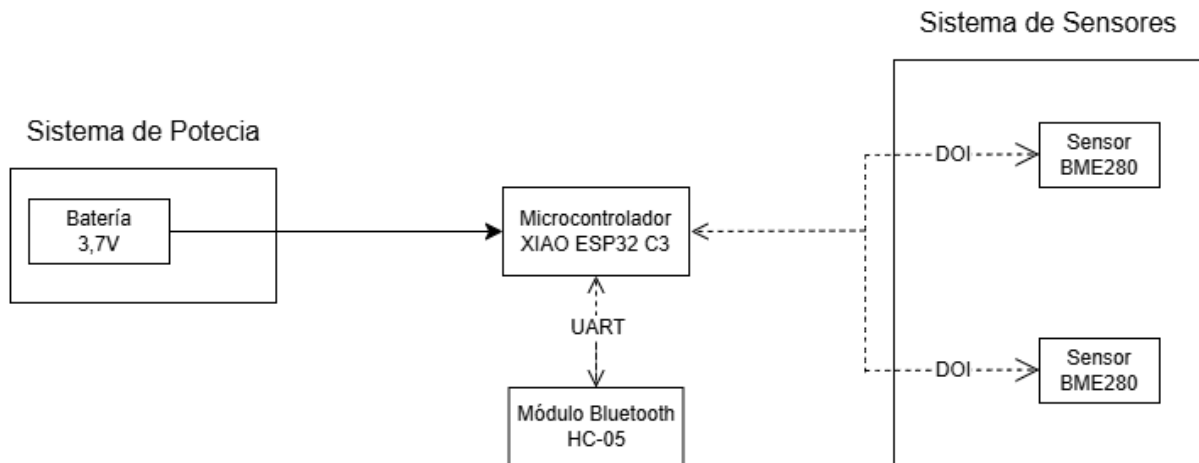 Sistema de Sensores
Sistema de Potecia
Sensor
BME280
DOI
Batería
3,7V
Microcontrolador
XIAO ESP32 C3
UART
Sensor
BME280
DOI
Módulo Bluetooth
HC-05